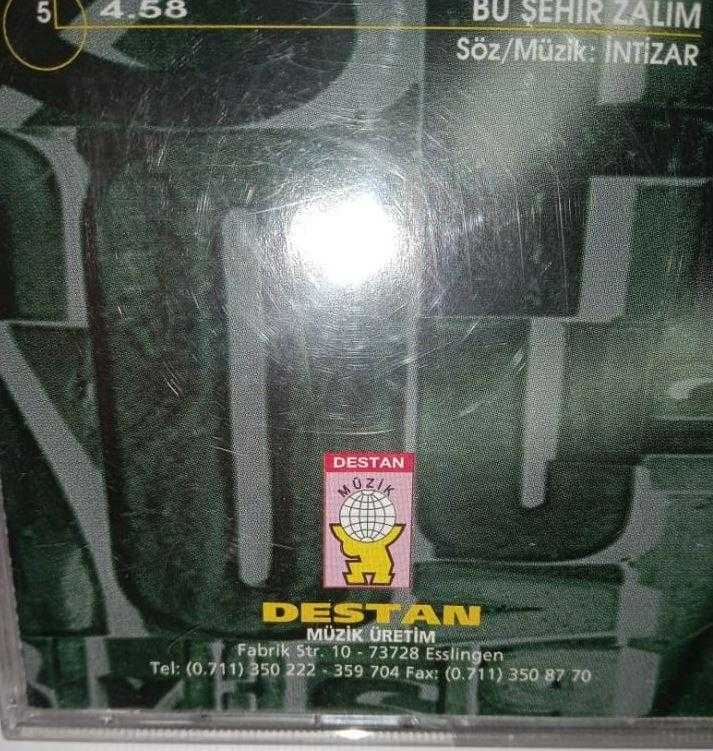 5 4.58 BU ŞEHİR ZALIM
Söz/Müzik: İNTİZAR
DESTAN
MÜZİK
DESTAN
MÜZİK ÜRETİM
Fabrik Str. 10 - 73728 Esslingen
Tel: (0.711) 350 222 - 359 704 Fax: (0.711) 350 87 70